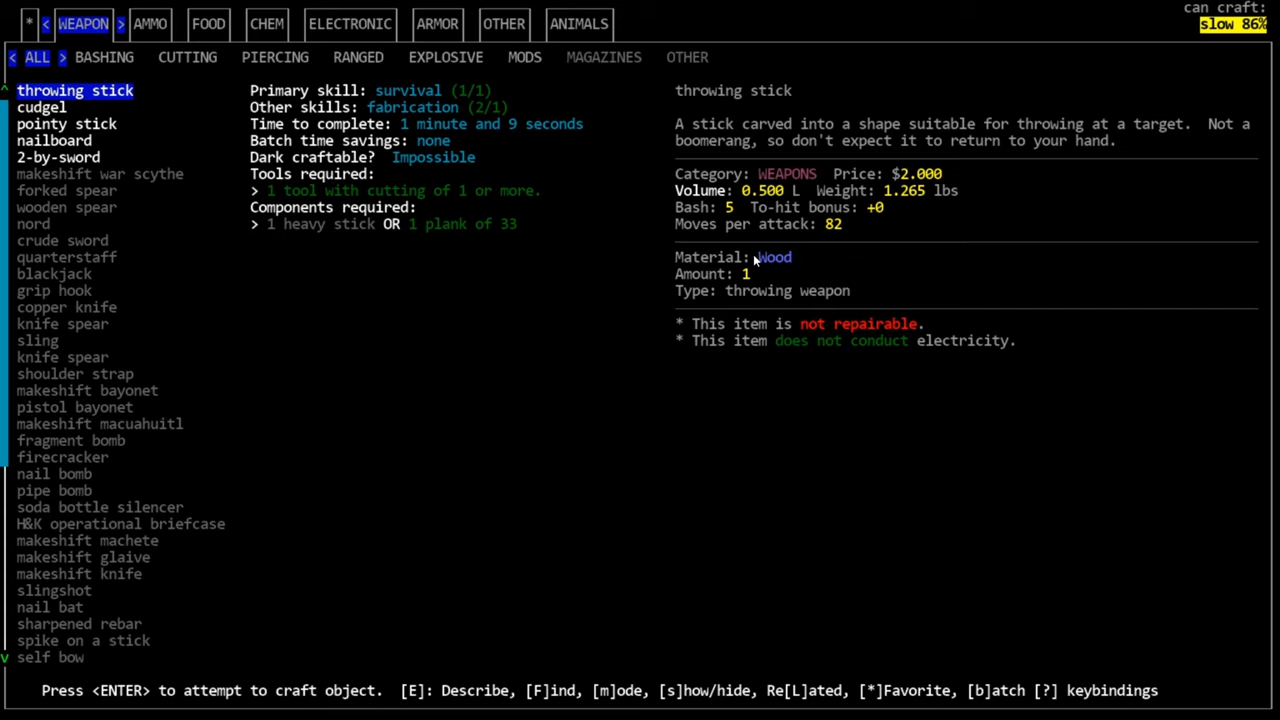 can craft:
* < WEAPON > AMMO FOOD CHEM ELECTRONIC ARMOR OTHER ANIMALS
slow 86%
< ALL > BASHING CUTTING PIERCING RANGED EXPLOSIVE MODS MAGAZINES OTHER
^
throwing stick
cudgel
pointy stick
nailboard
2-by-sword
makeshift war scythe
forked spear
wooden spear
nord
crude sword
quarterstaff
blackjack
grip hook
copper knife
knife spear
sling
knife spear
shoulder strap
makeshift bayonet
pistol bayonet
makeshift macuahuitl
fragment bomb
firecracker
nail bomb
pipe bomb
soda bottle silencer
H&K operational briefcase
makeshift machete
makeshift glaive
makeshift knife
slingshot
nail bat
sharpened rebar
spike on a stick
v self bow
Primary skill: survival (1/1)
Other skills: fabrication (2/1)
Time to complete: 1 minute and 9 seconds
Batch time savings: none
Dark craftable? Impossible
Tools required:
> 1 tool with cutting of 1 or more.
Components required:
> 1 heavy stick OR 1 plank of 33
throwing stick
A stick carved into a shape suitable for throwing at a target. Not a
boomerang, so don't expect it to return to your hand.
Category: WEAPONS Price: $2.000
Volume: 0.500 L Weight: 1.265 lbs
Bash: 5 To-hit bonus: +0
Moves per attack: 82
Material: Wood
Amount: 1
Type: throwing weapon
* This item is not repairable.
* This item does not conduct electricity.
Press <ENTER> to attempt to craft object. [E]: Describe, [F]ind, [m]ode, [s]how/hide, Re[L]ated, [*]Favorite, [b]atch [?] keybindings